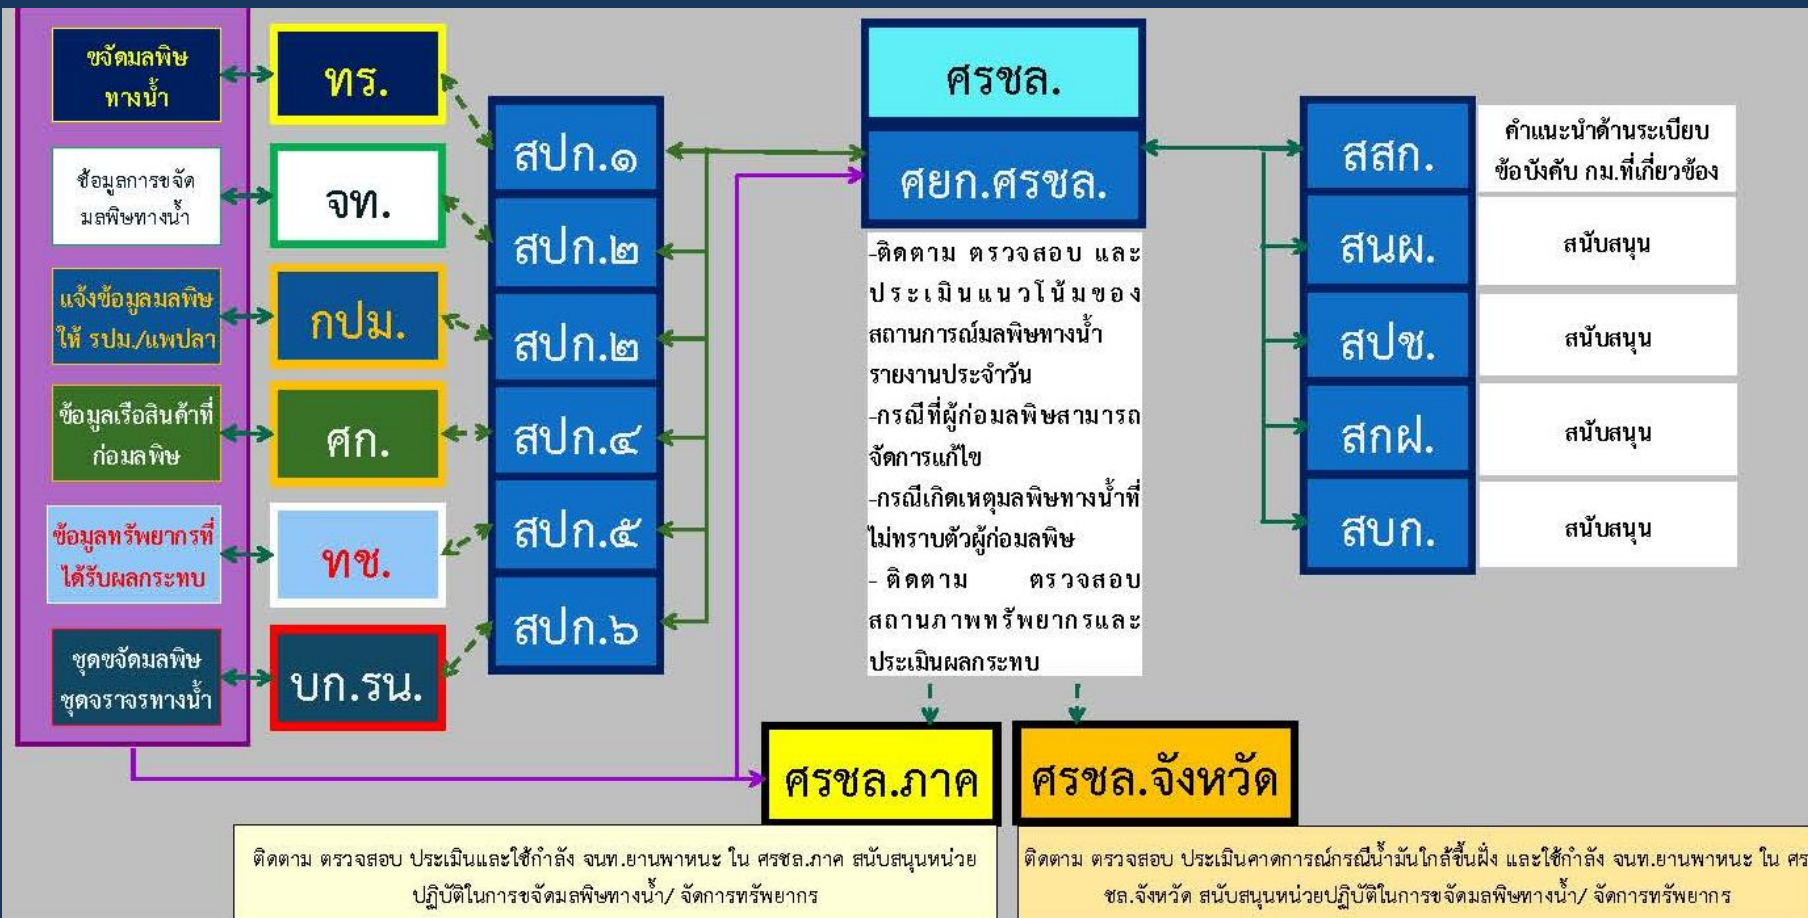 ขจัดมลพิษ
ทางน้ำ
ทร.
ข้อมูลการขจัด
มลพิษทางน้ำ
จท.
แจ้งข้อมูลมลพิษ
ให้ รปม./แพปลา
กปม.
ข้อมูลเรือสินค้าที่
ก่อมลพิษ
ศก.
ข้อมูลทรัพยากรที่
ได้รับผลกระทบ
ทช.
ชุดขจัดมลพิษ
ชุดจราจรทางน้ำ
บก.รน.
สปก.๑
สปก.๒
สปก.๒
สปก.๔
สปก.๕
สปก.๖
ศรชล.
ศยก.ศรชล.
-ติดตาม ตรวจสอบ และ
ประเมินแนวโน้มของ
สถานการณ์มลพิษทางน้ำ
รายงานประจำวัน
-กรณีที่ผู้ก่อมลพิษสามารถ
จัดการแก้ไข
-กรณีเกิดเหตุมลพิษทางน้ำที่
ไม่ทราบตัวผู้ก่อมลพิษ
- ติดตาม ตรวจสอบ
สถานภาพทรัพยากรและ
ประเมินผลกระทบ
สสก.
คำแนะนำด้านระเบียบ
ข้อบังคับ กม.ที่เกี่ยวข้อง
สนผ.
สนับสนุน
สปช.
สนับสนุน
สกฝ.
สนับสนุน
สบก.
สนับสนุน
ศรชล.ภาค
ศรชล.จังหวัด
ติดตาม ตรวจสอบ ประเมินและใช้กำลัง จนท.ยานพาหนะ ใน ศรชล.ภาค สนับสนุนหน่วย
ปฏิบัติในการขจัดมลพิษทางน้ำ/ จัดการทรัพยากร
ติดตาม ตรวจสอบ ประเมินคาดการณ์กรณีน้ำมันใกล้ขึ้นฝั่ง และใช้กำลัง จนท.ยานพาหนะ ใน ศร
ชล.จังหวัด สนับสนุนหน่วยปฏิบัติในการขจัดมลพิษทางน้ำ/ จัดการทรัพยากร